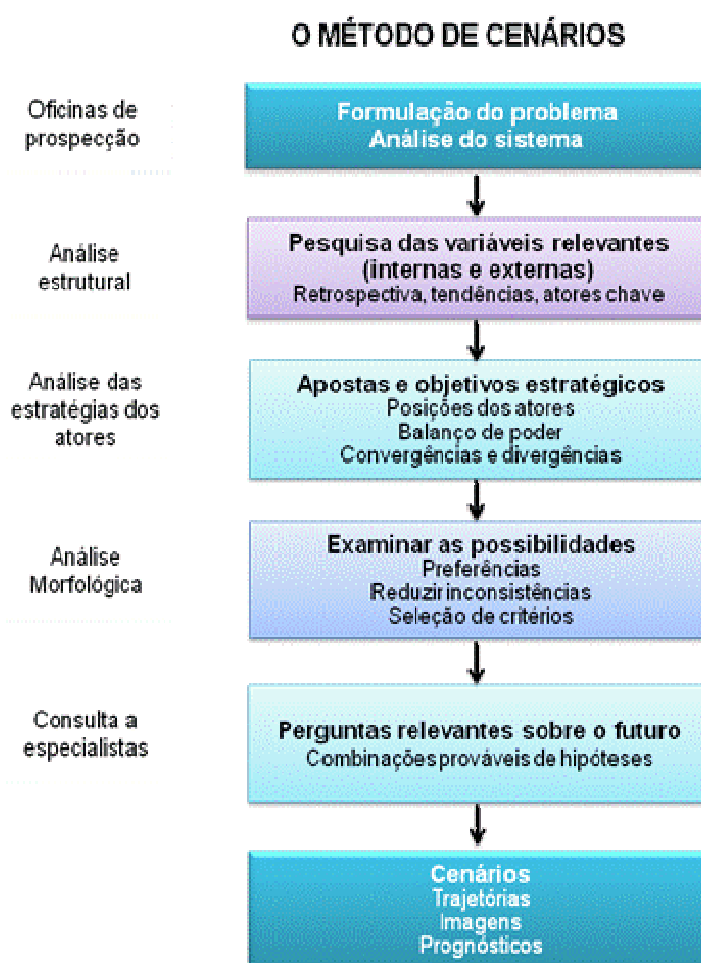 O MÉTODO DE CENÁRIOS
Oficinas de
prospecção
Formulação do problema
Análise do sistema
Análise
estrutural
Pesquisa das variáveis relevantes
(internas e externas)
Retrospectiva, tendências, atores chave
Análise das
estratégias dos
atores
Apostas e objetivos estratégicos
Posições dos atores
Balanço de poder
Convergências e divergências
Análise
Morfológica
Examinar as possibilidades
Preferências
Reduzir inconsistências
Seleção de critérios
Consulta a
especialistas
Perguntas relevantes sobre o futuro
Combinações prováveis de hipóteses
Cenários
Trajetórias
Imagens
Prognósticos